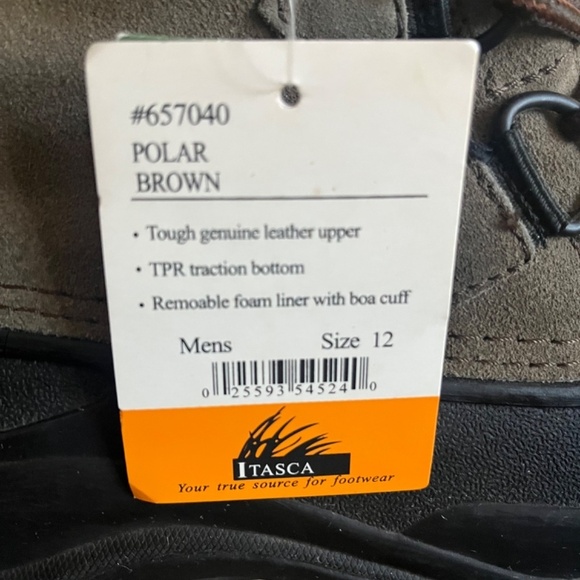 #657040
POLAR
BROWN
• Tough genuine leather upper
• TPR traction bottom
• Remoable foam liner with boa cuff
Mens Size 12
0 25593 54524 0
ITASCA
Your true source for footwear